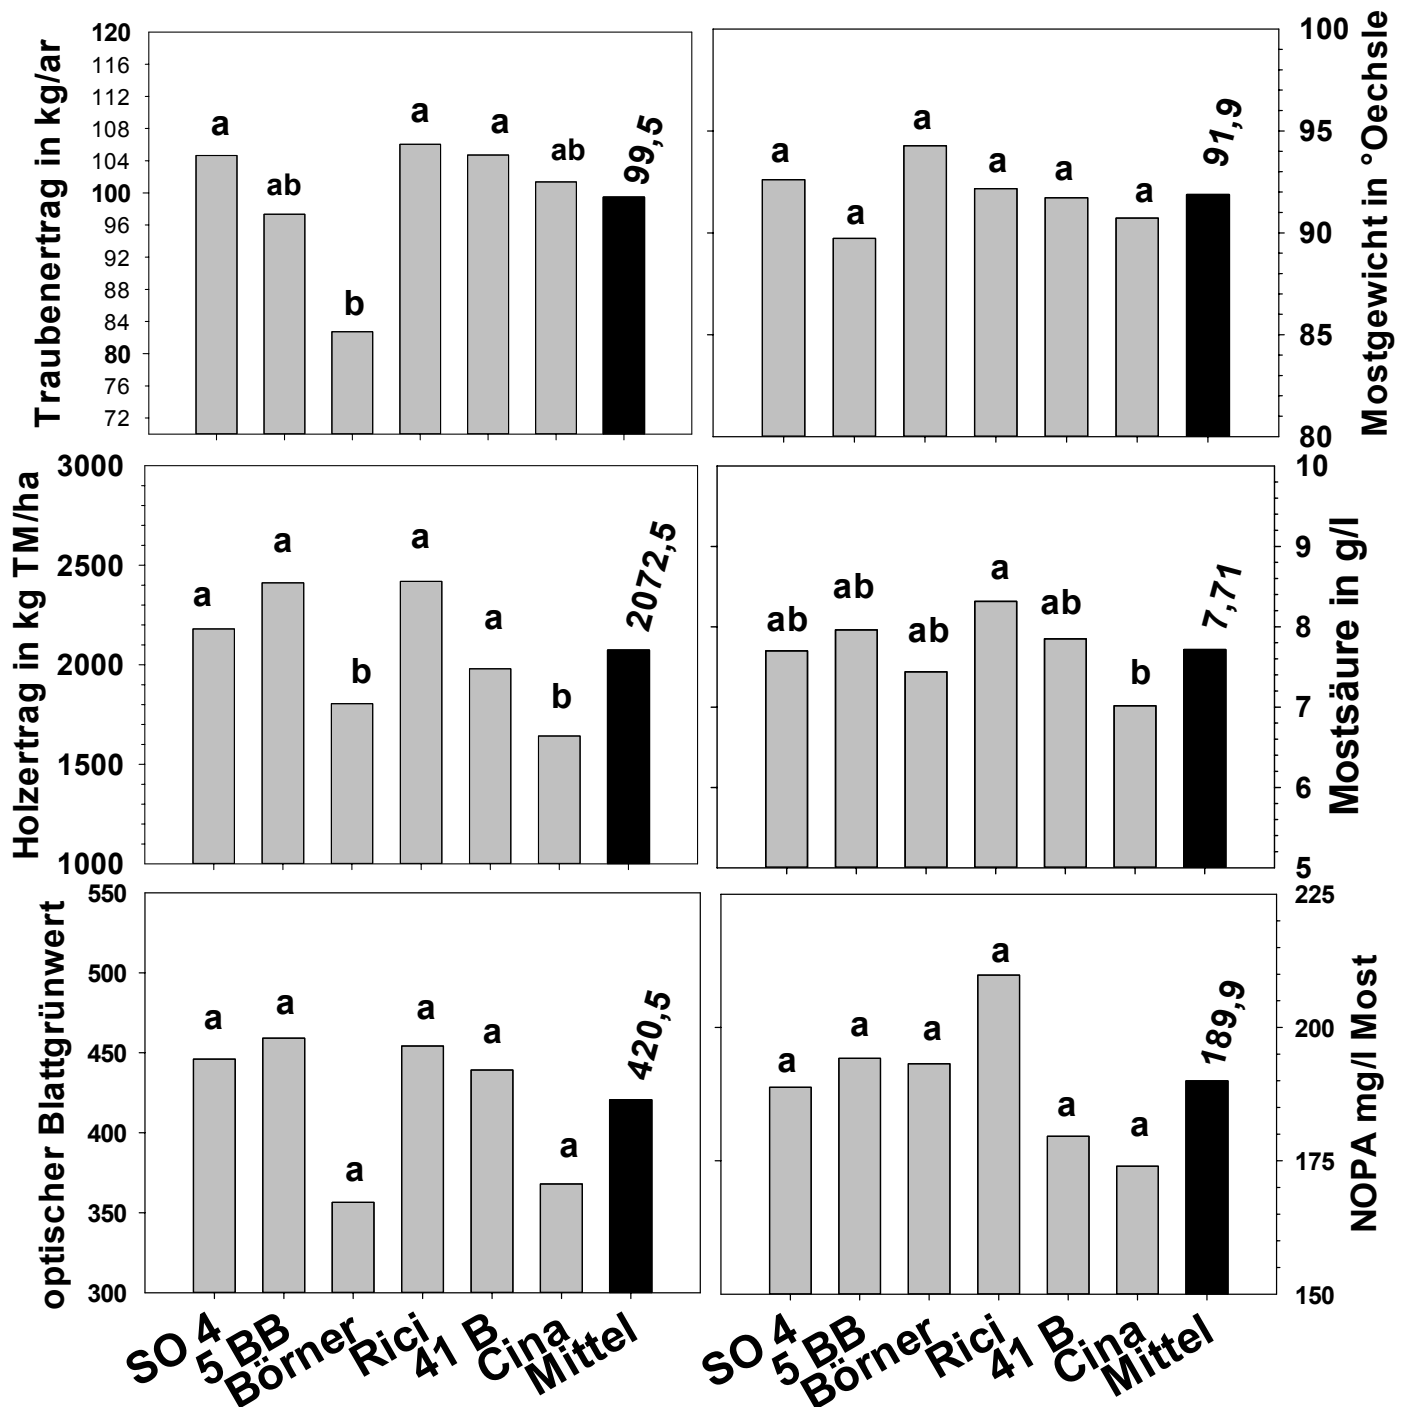 Traubenertrag in kg/ar
120
116
112
108
104
100
96
92
88
84
80
76
72
a
ab
b
a
a
ab
99,5
a
a
a
a
a
a
91,9
100
95
90
85
80
Mostgewicht in °Oechsle
Holzertrag in kg TM/ha
3000
2500
2000
1500
1000
a
a
b
a
a
b
2072,5
ab
ab
ab
a
ab
b
7,71
10
9
8
7
6
5
Mostsäure in g/l
optischer Blattgrünwert
550
500
450
400
350
300
a
a
a
a
a
a
420,5
a
a
a
a
a
a
189,9
225
200
175
150
NOPA mg/l Most
SO 4
5 BB
Börner
Rici
41 B
Cina
Mittel
SO 4
5 BB
Börner
Rici
41 B
Cina
Mittel